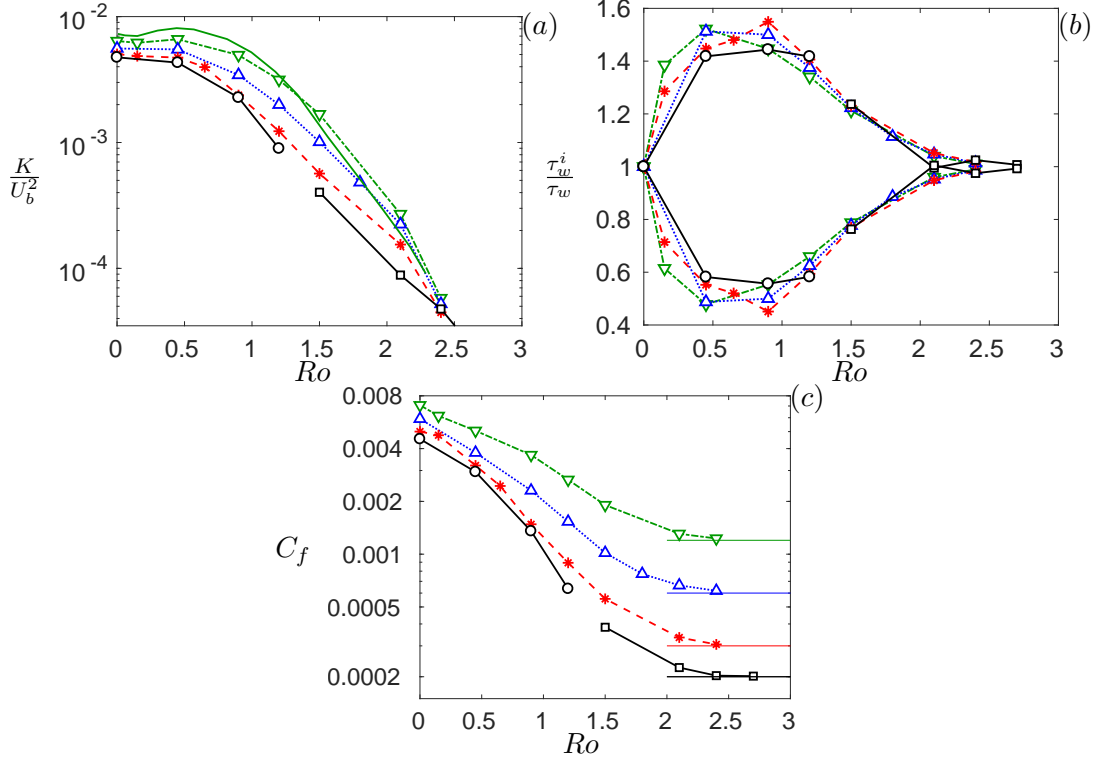 10^{-2}
10^{-3}
10^{-4}
K
U_b^2
0 0.5 1 1.5 2 2.5 3
Ro
(a)
1.6
1.4
1.2
1
0.8
0.6
0.4
τ_w^i
τ_w
0 0.5 1 1.5 2 2.5 3
Ro
(b)
0.008
0.004
0.002
0.001
0.0005
0.0002
C_f
0 0.5 1 1.5 2 2.5 3
Ro
(c)